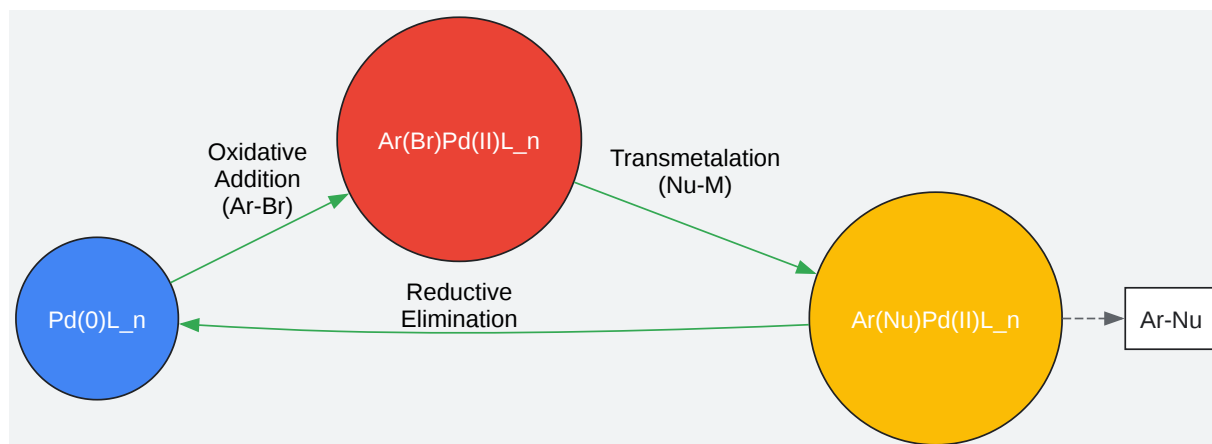 Ar(Br)Pd(II)L_n
Oxidative
Addition
(Ar-Br)
Transmetalation
(Nu-M)
Reductive
Elimination
Pd(0)L_n
Ar(Nu)Pd(II)L_n
Ar-Nu